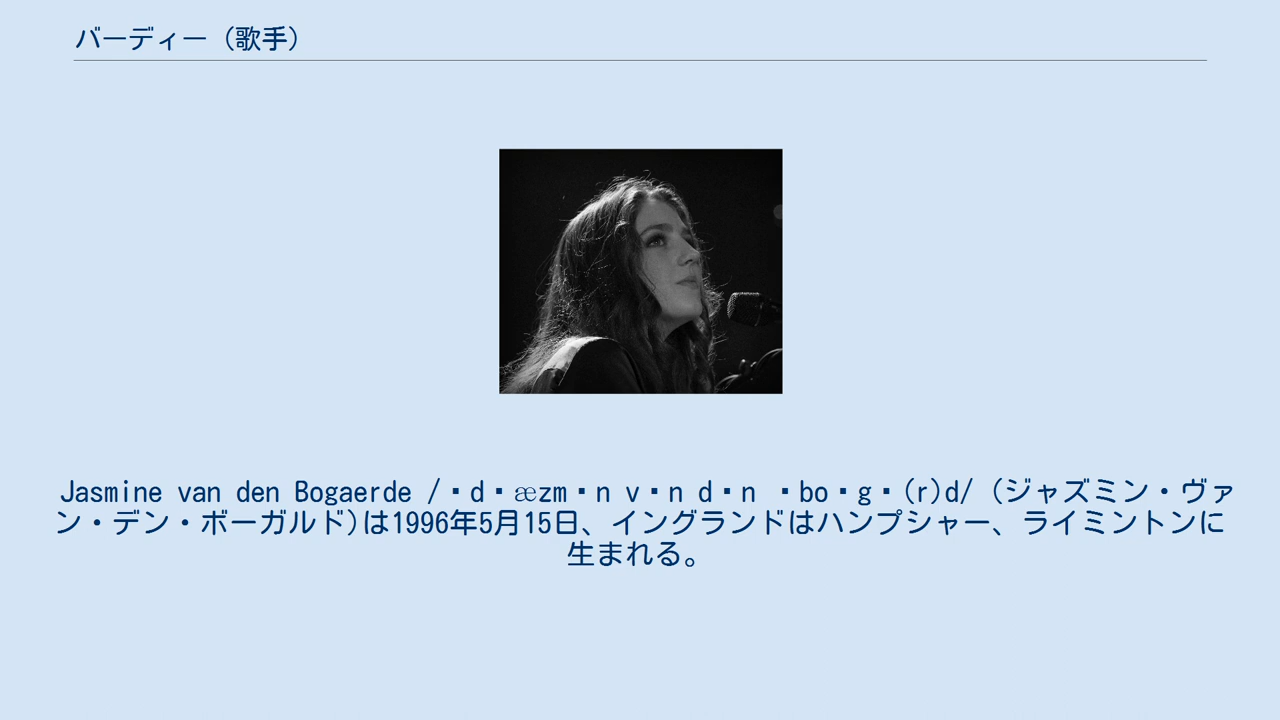 バーディー (歌手)
Jasmine van den Bogaerde /・d・æzm・n v・n d・n ・bo・g・(r)d/ (ジャズミン・ヴァ
ン・デン・ボーガルド)は1996年5月15日、イングランドはハンプシャー、ライミントンに
生まれる。